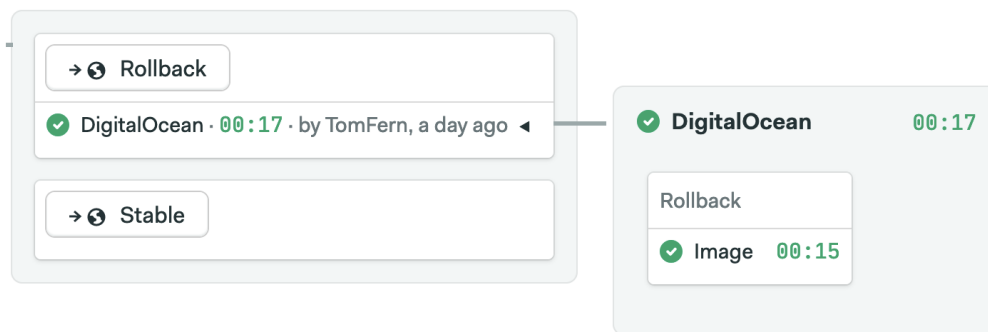 Rollback
DigitalOcean · 00:17 · by TomFern, a day ago
Stable
DigitalOcean 00:17
Rollback
Image 00:15